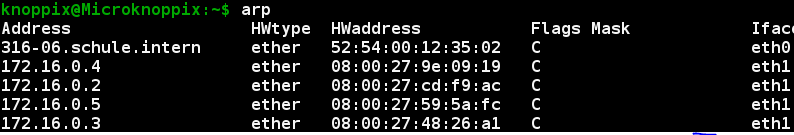 knoppix@Microknoppix:~$ arp
Address HWtype HWaddress Flags Mask Iface
316-06.schule.intern ether 52:54:00:12:35:02 C eth0
172.16.0.4 ether 08:00:27:9e:09:19 C eth1
172.16.0.2 ether 08:00:27:cd:f9:ac C eth1
172.16.0.5 ether 08:00:27:59:5a:fc C eth1
172.16.0.3 ether 08:00:27:48:26:a1 C eth1